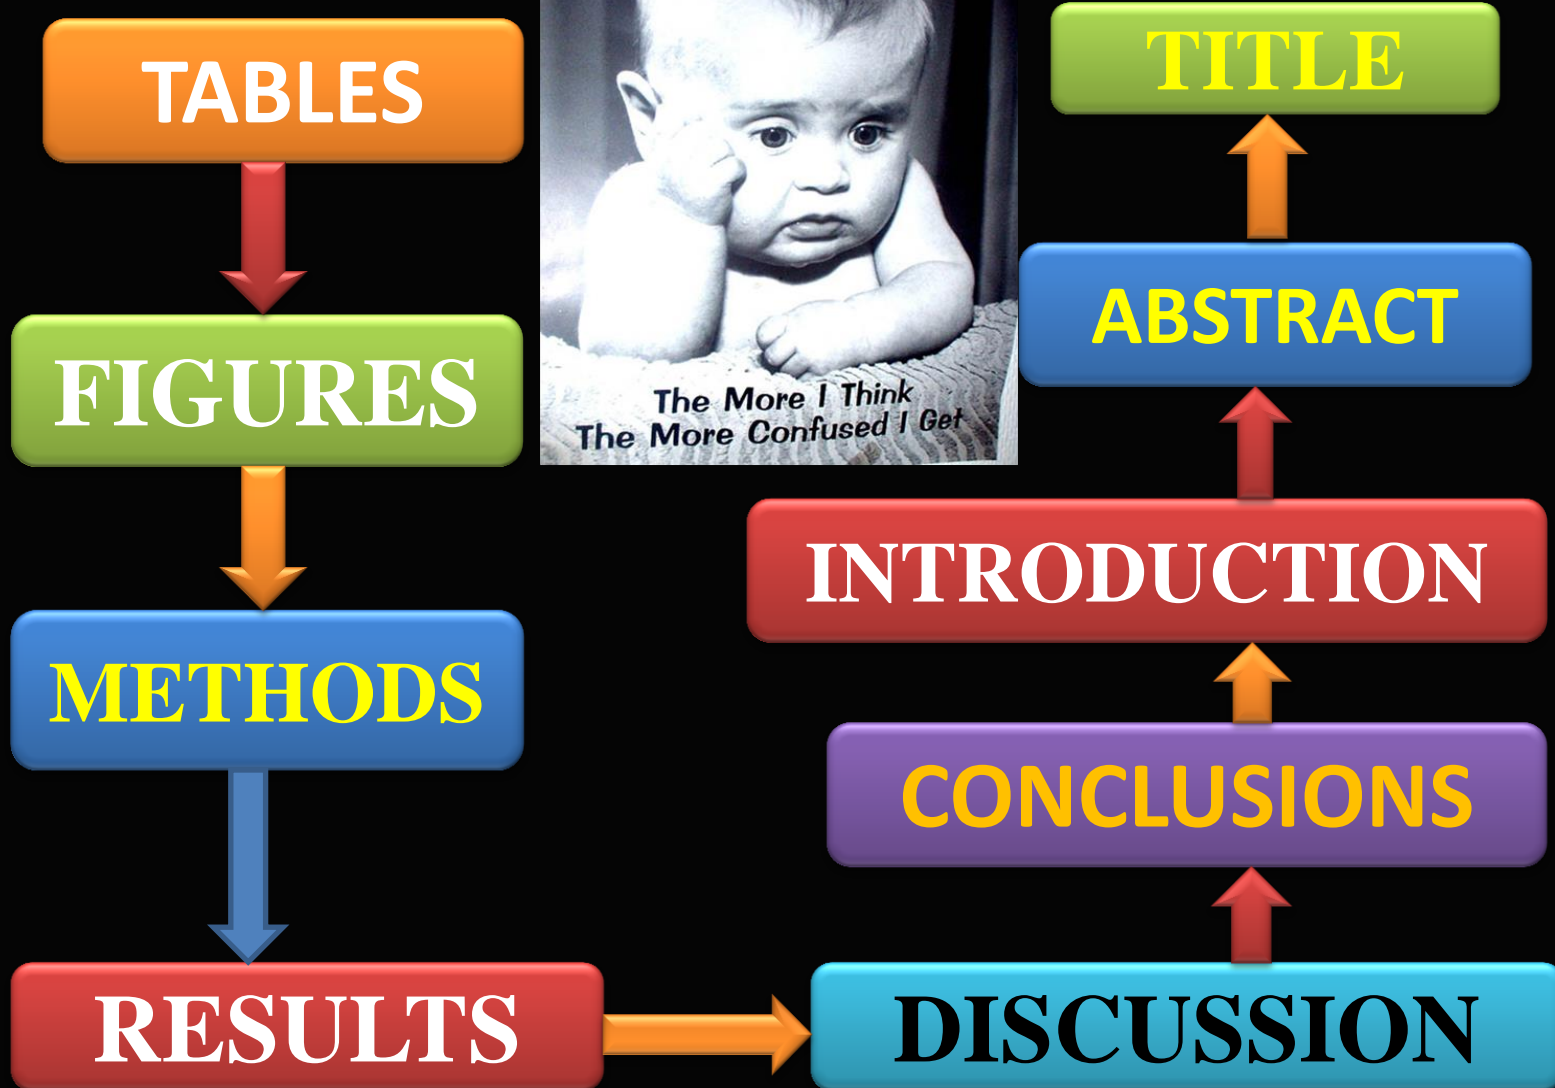 TABLES
FIGURES
METHODS
RESULTS
DISCUSSION
CONCLUSIONS
INTRODUCTION
ABSTRACT
TITLE
The More I Think
The More Confused I Get